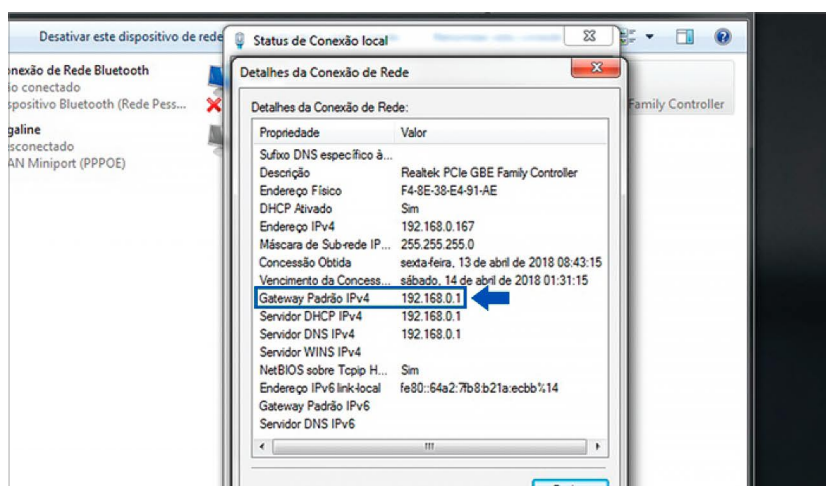 Desativar este dispositivo de rede
Status de Conexão local
nexão de Rede Bluetooth
ão conectado
spositivo Bluetooth (Rede Pess...
galine
esconectado
AN Miniport (PPPOE)
Family Controller
Detalhes da Conexão de Rede
Detalhes da Conexão de Rede:
Propriedade Valor
Sufixo DNS específico à...
Descrição Realtek PCIe GBE Family Controller
Endereço Físico F4-8E-38-E4-91-AE
DHCP Ativado Sim
Endereço IPv4 192.168.0.167
Máscara de Sub-rede IP... 255.255.255.0
Concessão Obtida sexta-feira, 13 de abril de 2018 08:43:15
Vencimento da Concess... sábado, 14 de abril de 2018 01:31:15
Gateway Padrão IPv4 192.168.0.1
Servidor DHCP IPv4 192.168.0.1
Servidor DNS IPv4 192.168.0.1
Servidor WINS IPv4
NetBIOS sobre Tcpip H... Sim
Endereço IPv6 link-local fe80::64a2:7fb8:b21a:ecbb%14
Gateway Padrão IPv6
Servidor DNS IPv6